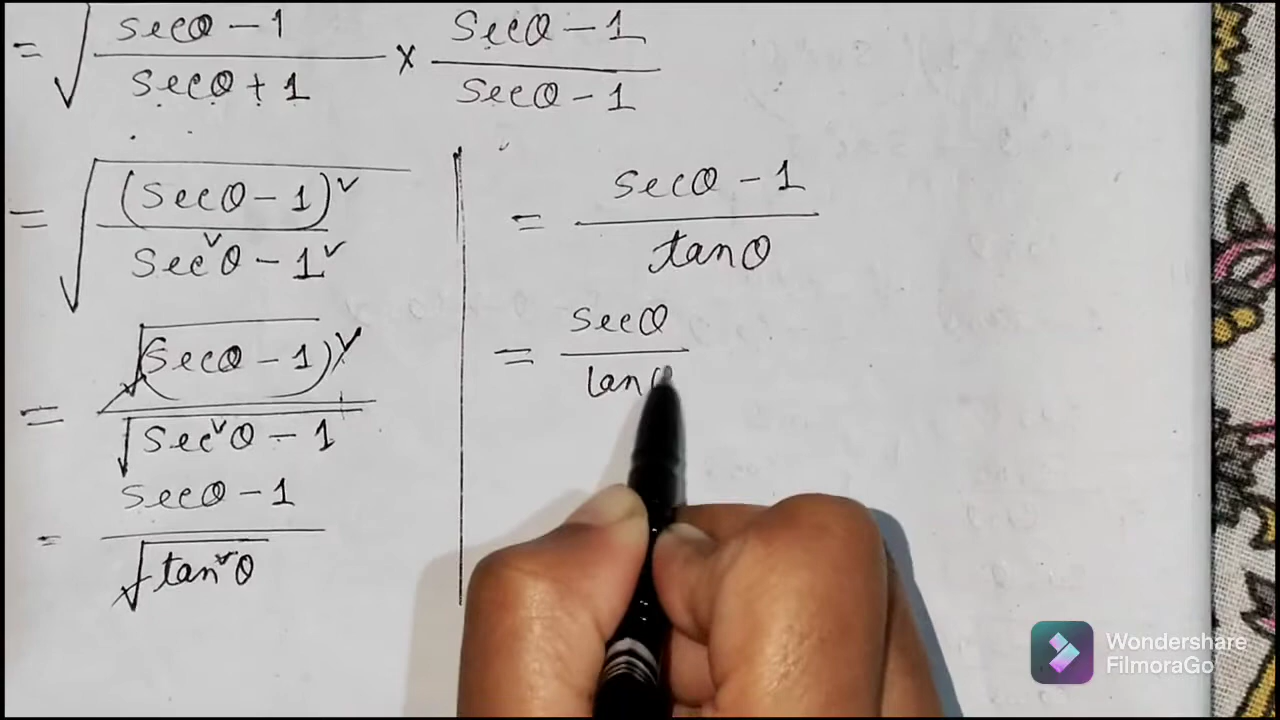 = √ secθ - 1 / secθ + 1 × secθ - 1 / secθ - 1
= √ (secθ - 1)² / sec²θ - 1²
= √(secθ - 1)² / √sec²θ - 1
= secθ - 1 / √tan²θ
= secθ - 1 / tanθ
= secθ / tanθ
Wondershare
FilmoraGo